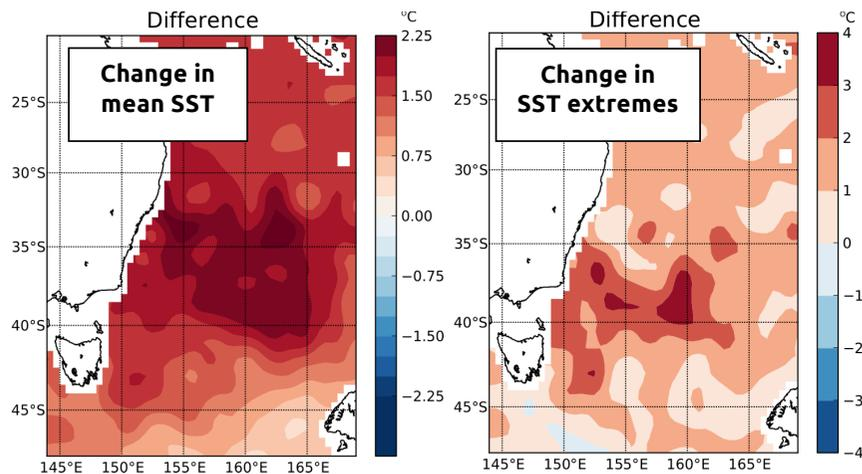 Difference
°C
Change in
mean SST
25°S
30°S
35°S
40°S
45°S
145°E
150°E
155°E
160°E
165°E
2.25
1.50
0.75
0.00
−0.75
−1.50
−2.25
Difference
°C
Change in
SST extremes
25°S
30°S
35°S
40°S
45°S
145°E
150°E
155°E
160°E
165°E
4
3
2
1
0
−1
−2
−3
−4